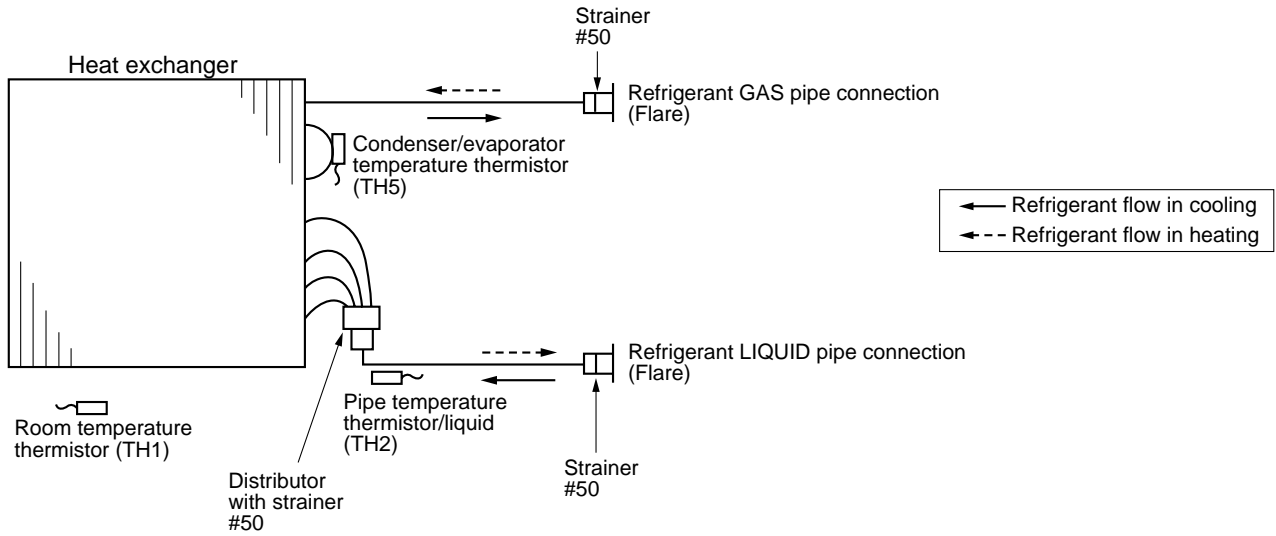 Strainer
#50
Heat exchanger
Refrigerant GAS pipe connection
(Flare)
Condenser/evaporator
temperature thermistor
(TH5)
Refrigerant flow in cooling
Refrigerant flow in heating
Refrigerant LIQUID pipe connection
(Flare)
Pipe temperature
thermistor/liquid
(TH2)
Room temperature
thermistor (TH1)
Strainer
#50
Distributor
with strainer
#50